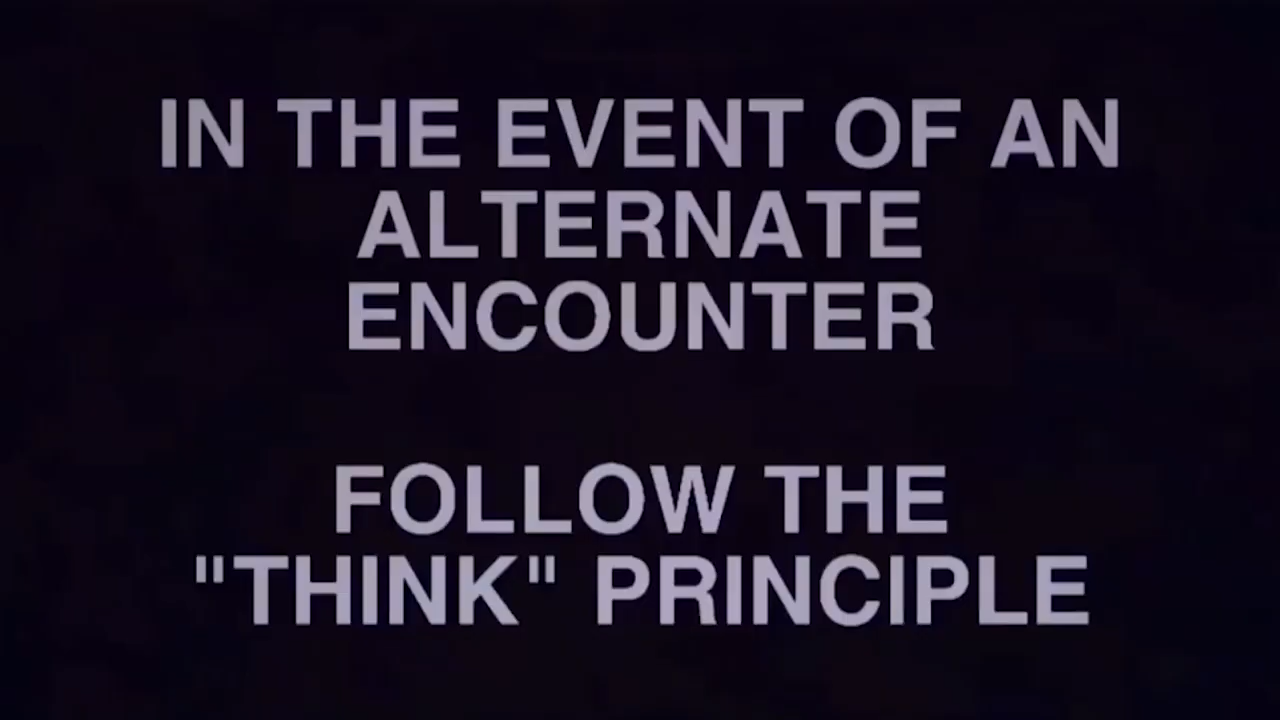 IN THE EVENT OF AN
ALTERNATE
ENCOUNTER
FOLLOW THE
"THINK" PRINCIPLE